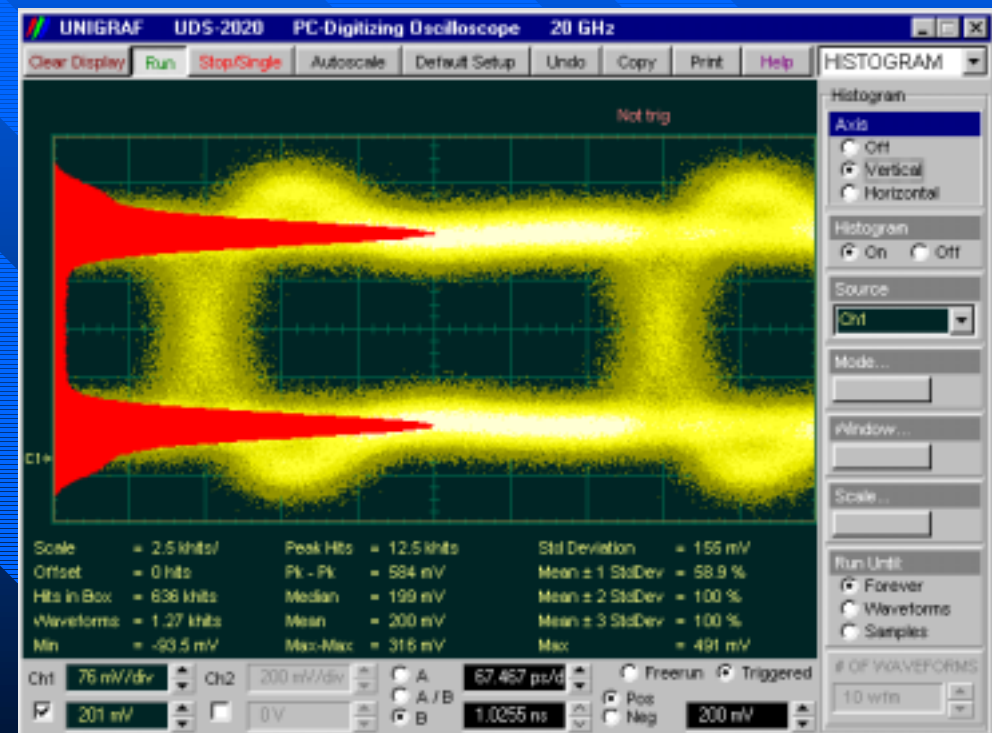 UNIGRAF UDS-2020 PC-Digitizing Oscilloscope 20 GHz
Clear Display Run Stop/Single Autoscale Default Setup Undo Copy Print Help HISTOGRAM
Not trig
C1
Scale = 2.5 khits/ Peak Hits = 12.5 khits Std Deviation = 155 mV
Offset = 0 hits Pk - Pk = 584 mV Mean ± 1 StdDev = 58.9 %
Hits in Box = 636 khits Median = 199 mV Mean ± 2 StdDev = 100 %
Waveforms = 1.27 khits Mean = 200 mV Mean ± 3 StdDev = 100 %
Min = -93.5 mV Max-Max = 316 mV Max = 491 mV
Ch1 76 mV/div Ch2 200 mV/div A 67.467 ps/d Freerun Triggered
A / B Pos
201 mV 0 V B 1.0255 ns Neg 200 mV
Histogram
Axis
Off
Vertical
Horizontal
Histogram
On Off
Source
Ch1
Mode...
Window...
Scale...
Run Until:
Forever
Waveforms
Samples
# OF WAVEFORMS
10 wfm